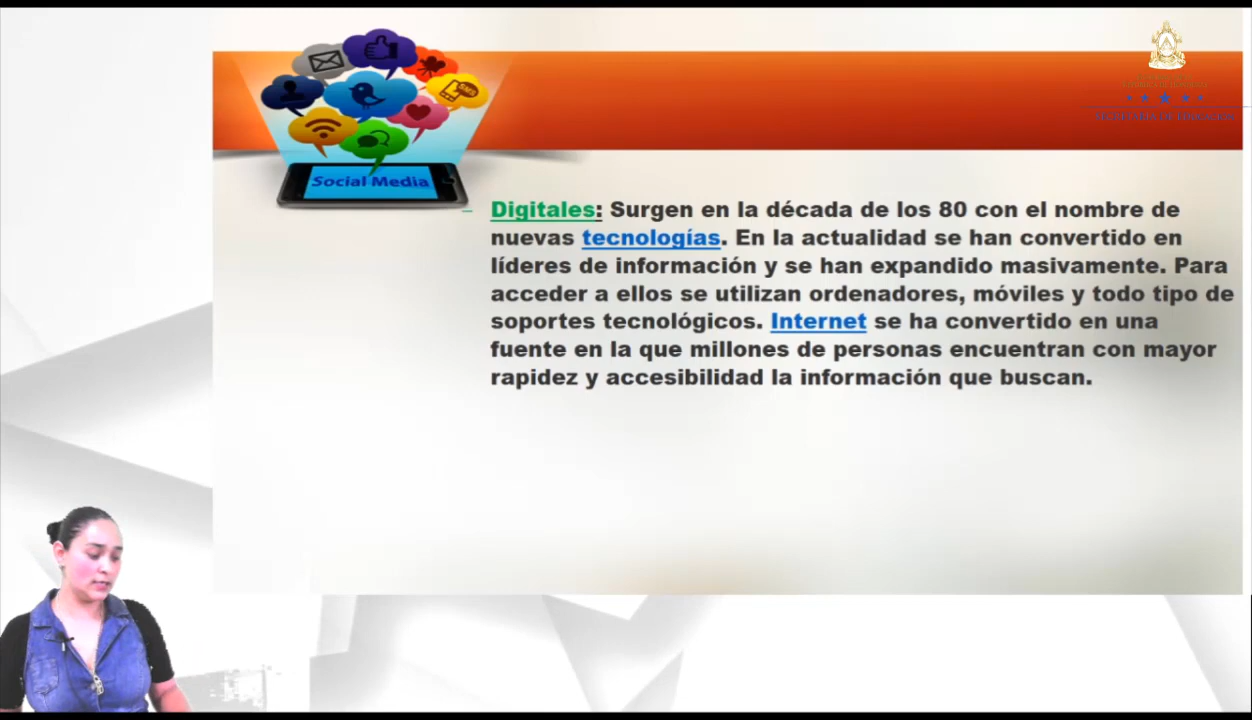 Social Media
SECRETARÍA DE EDUCACIÓN
Digitales: Surgen en la década de los 80 con el nombre de
nuevas tecnologías. En la actualidad se han convertido en
líderes de información y se han expandido masivamente. Para
acceder a ellos se utilizan ordenadores, móviles y todo tipo de
soportes tecnológicos. Internet se ha convertido en una
fuente en la que millones de personas encuentran con mayor
rapidez y accesibilidad la información que buscan.